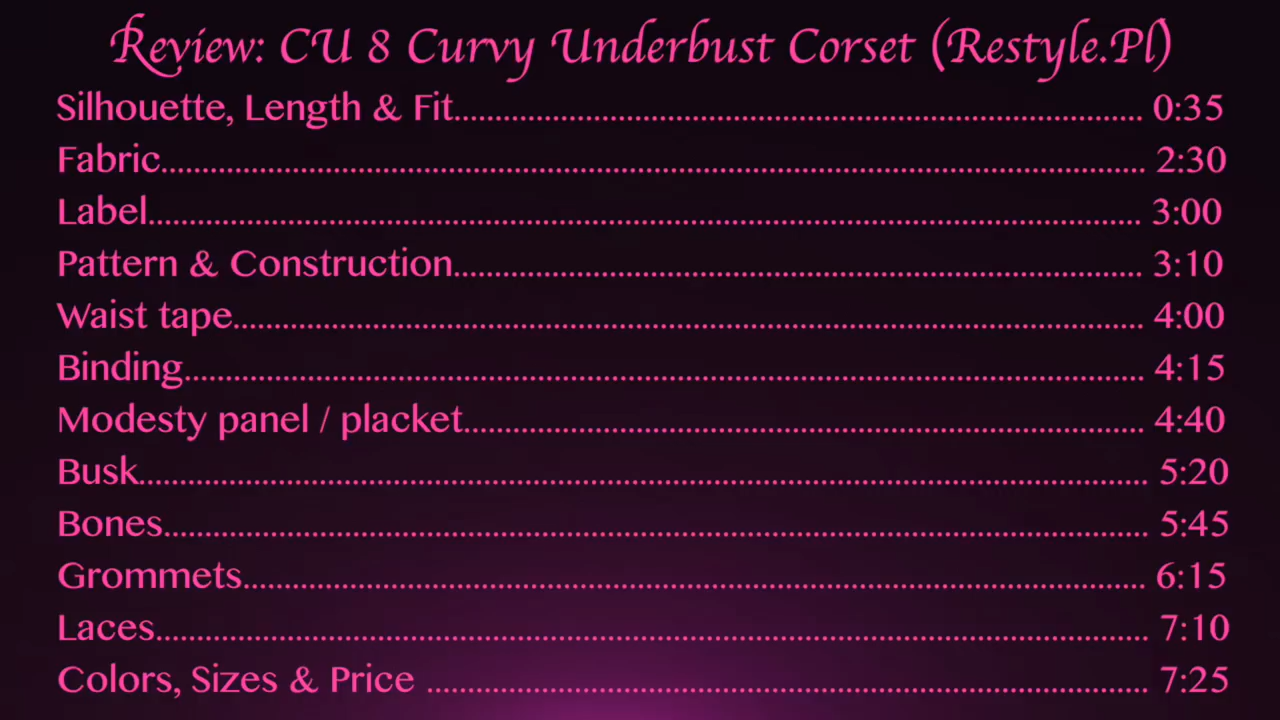 Review: CU 8 Curvy Underbust Corset (Restyle.Pl)
Silhouette, Length & Fit.......................................................................................... 0:35
Fabric.............................................................................................................................. 2:30
Label................................................................................................................................ 3:00
Pattern & Construction.......................................................................................... 3:10
Waist tape..................................................................................................................... 4:00
Binding........................................................................................................................... 4:15
Modesty panel / placket........................................................................................ 4:40
Busk................................................................................................................................. 5:20
Bones.............................................................................................................................. 5:45
Grommets.................................................................................................................... 6:15
Laces................................................................................................................................ 7:10
Colors, Sizes & Price ............................................................................................... 7:25